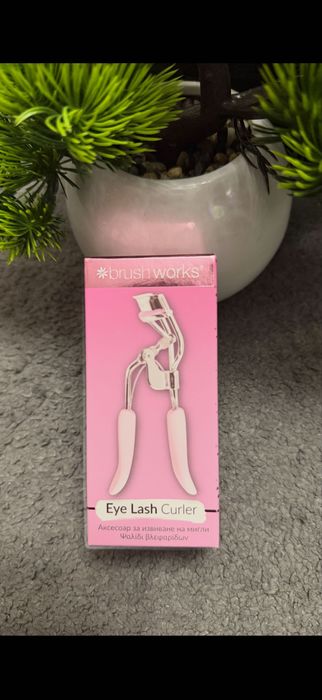 brushworks®
Eye Lash Curler
Аксесоар за извиване на мигли
Ψαλίδι βλεφαρίδων